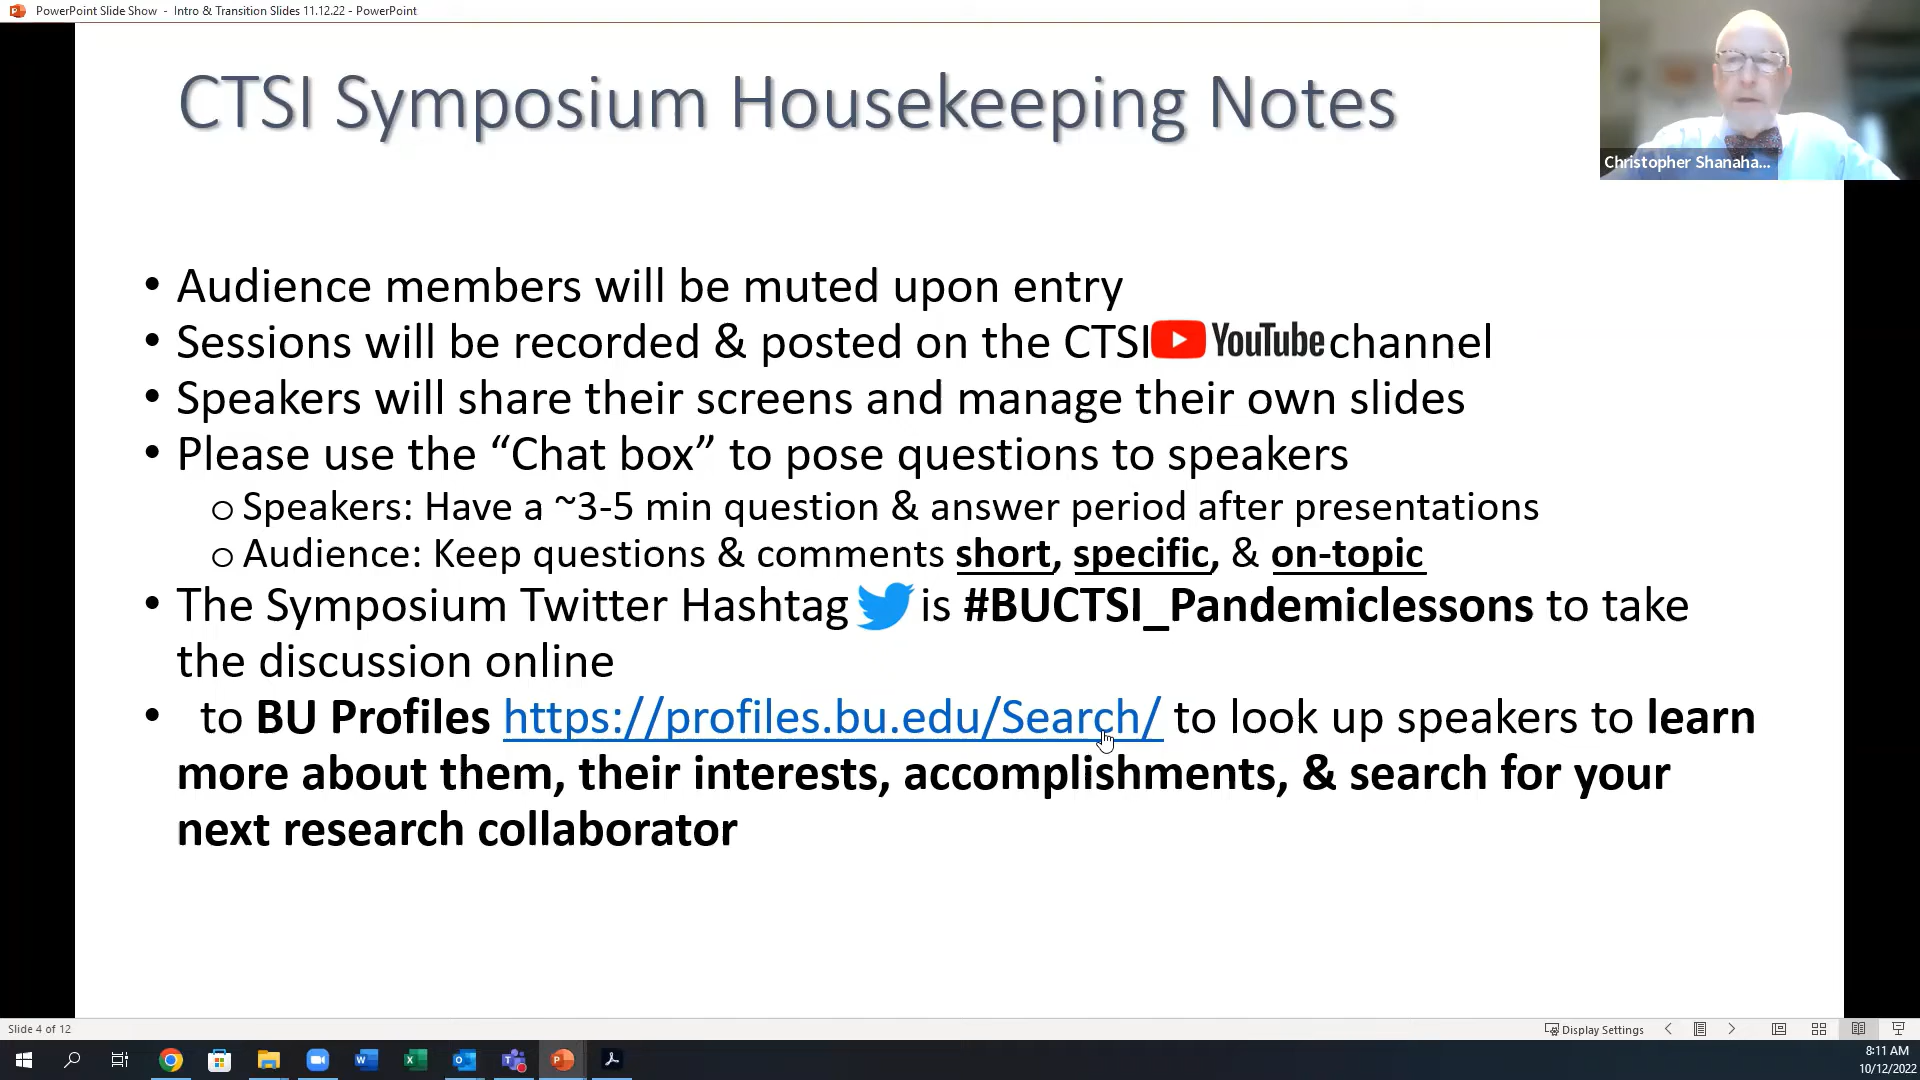 PowerPoint Slide Show - Intro & Transition Slides 11.12.22 - PowerPoint
CTSI Symposium Housekeeping Notes
Christopher Shanaha...
• Audience members will be muted upon entry
• Sessions will be recorded & posted on the CTSI YouTube channel
• Speakers will share their screens and manage their own slides
• Please use the “Chat box” to pose questions to speakers
o Speakers: Have a ~3-5 min question & answer period after presentations
o Audience: Keep questions & comments short, specific, & on-topic
• The Symposium Twitter Hashtag is #BUCTSI_Pandemiclessons to take
the discussion online
• to BU Profiles https://profiles.bu.edu/Search/ to look up speakers to learn
more about them, their interests, accomplishments, & search for your
next research collaborator
Slide 4 of 12
Display Settings
8:11 AM
10/12/2022